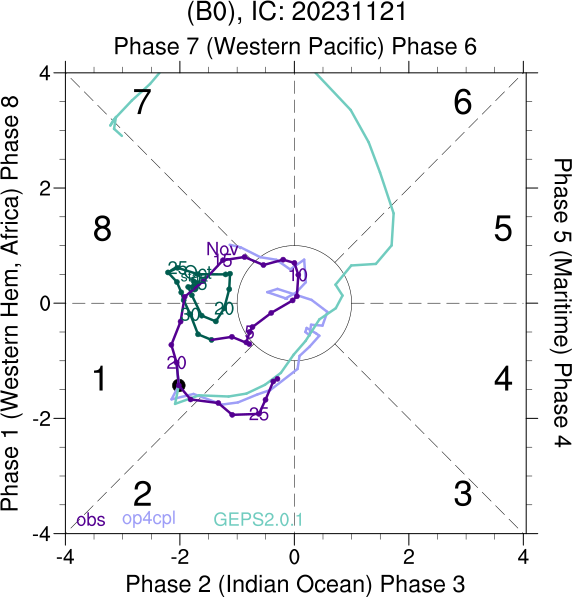 (B0), IC: 20231121
Phase 7 (Western Pacific) Phase 6
4
2
0
-2
-4
-4 -2 0 2 4
Phase 1 (Western Hem, Africa) Phase 8
Phase 5 (Maritime) Phase 4
7
6
8
5
1
4
2
3
Nov
15
10
25
5
20
30
5
20
25
obs
op4cpl
GEPS2.0.1
Phase 2 (Indian Ocean) Phase 3